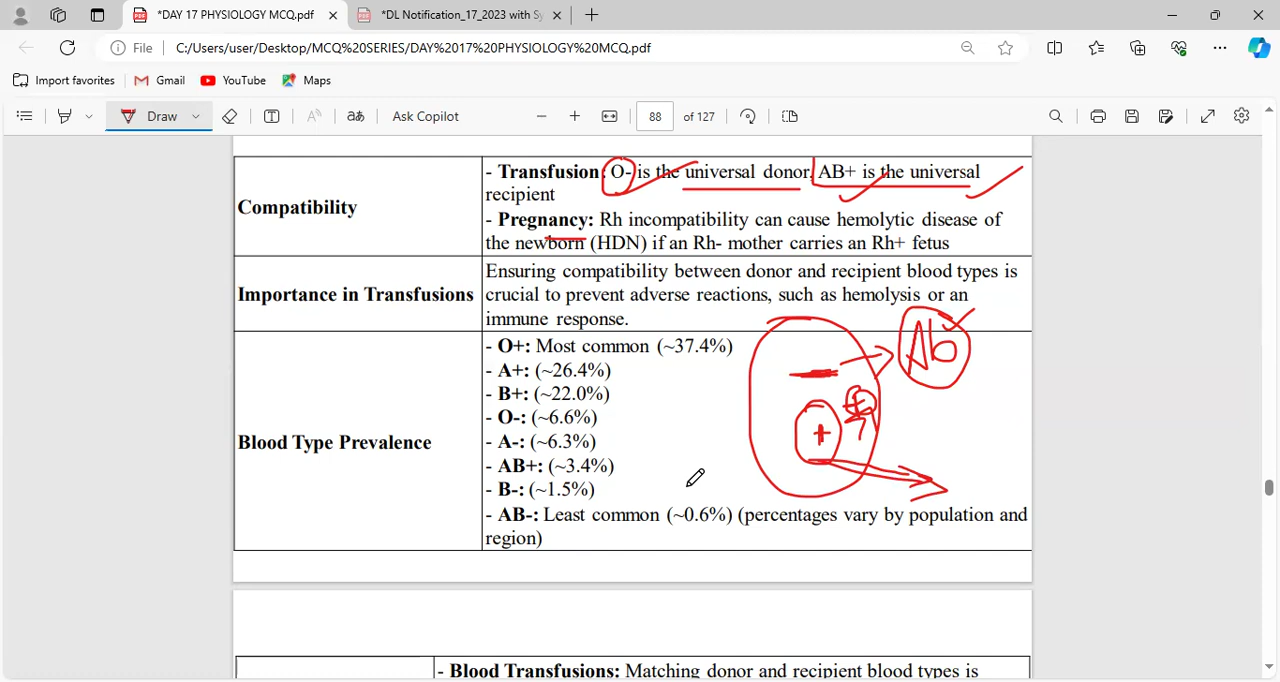 *DAY 17 PHYSIOLOGY MCQ.pdf
*DL Notification_17_2023 with Sy
File C:/Users/user/Desktop/MCQ%20SERIES/DAY%2017%20PHYSIOLOGY%20MCQ.pdf
Import favorites Gmail YouTube Maps
Draw aあ Ask Copilot 88 of 127
Compatibility
- Transfusion: O- is the universal donor, AB+ is the universal
recipient
- Pregnancy: Rh incompatibility can cause hemolytic disease of
the newborn (HDN) if an Rh- mother carries an Rh+ fetus
Importance in Transfusions
Ensuring compatibility between donor and recipient blood types is
crucial to prevent adverse reactions, such as hemolysis or an
immune response.
Blood Type Prevalence
- O+: Most common (~37.4%)
- A+: (~26.4%)
- B+: (~22.0%)
- O-: (~6.6%)
- A-: (~6.3%)
- AB+: (~3.4%)
- B-: (~1.5%)
- AB-: Least common (~0.6%) (percentages vary by population and
region)
Ab
- Blood Transfusions: Matching donor and recipient blood types is